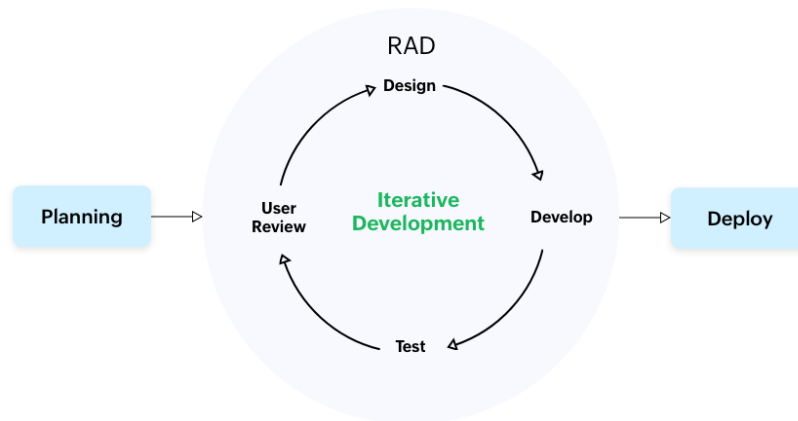 RAD
Design
Planning
User
Review
Iterative
Development
Develop
Deploy
Test